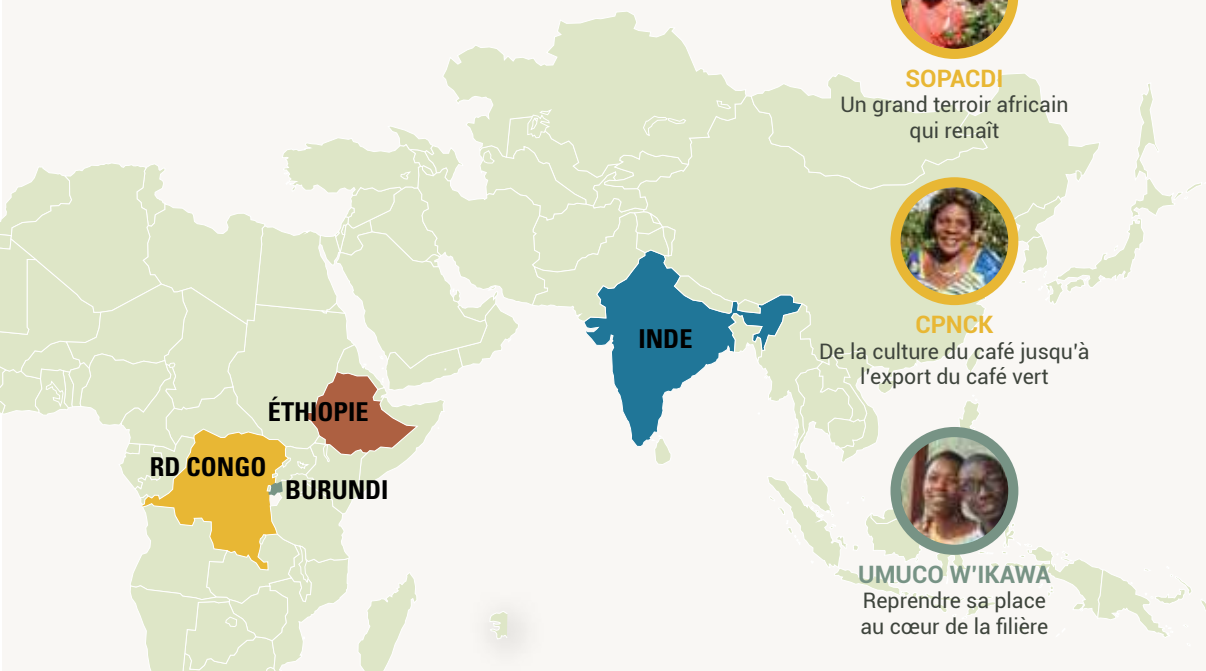 SOPACDI
Un grand terroir africain
qui renaît
CPNCK
De la culture du café jusqu'à
l'export du café vert
INDE
ÉTHIOPIE
RD CONGO
BURUNDI
UMUCO W'IKAWA
Reprendre sa place
au cœur de la filière